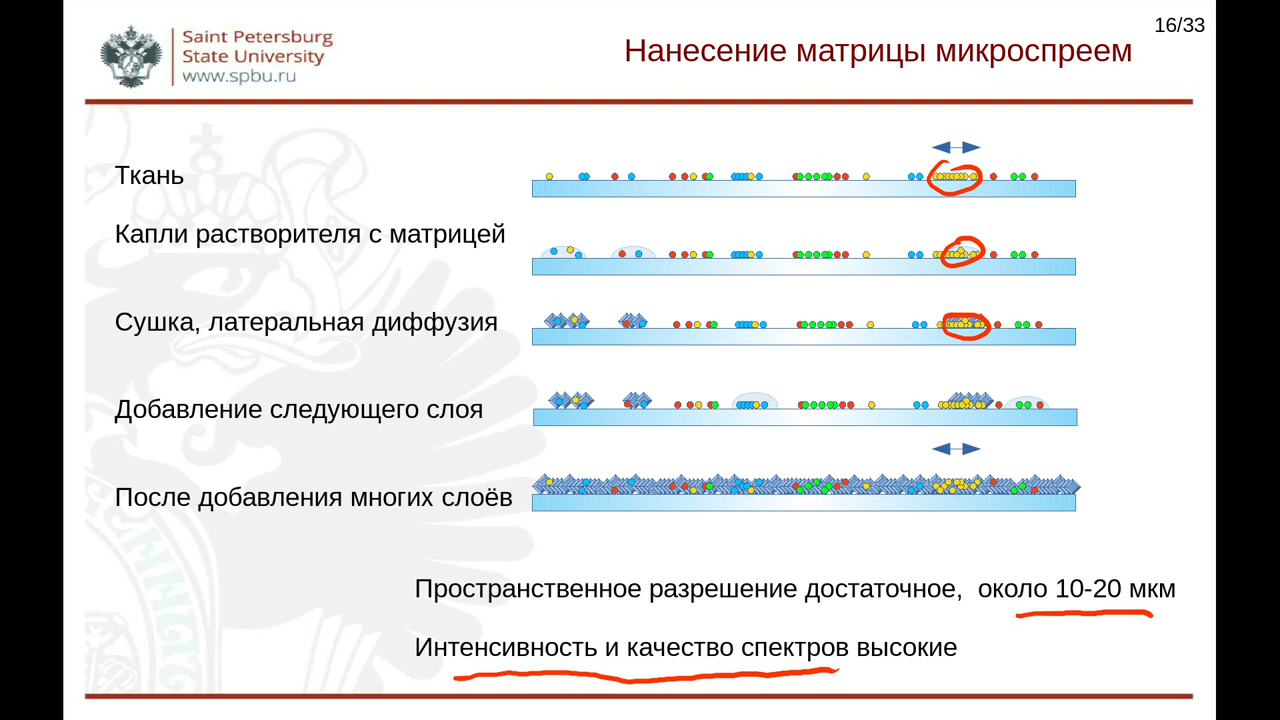 16/33
Saint Petersburg
State University
www.spbu.ru
Нанесение матрицы микроспреем
Ткань
Капли растворителя с матрицей
Сушка, латеральная диффузия
Добавление следующего слоя
После добавления многих слоёв
Пространственное разрешение достаточное, около 10-20 мкм
Интенсивность и качество спектров высокие